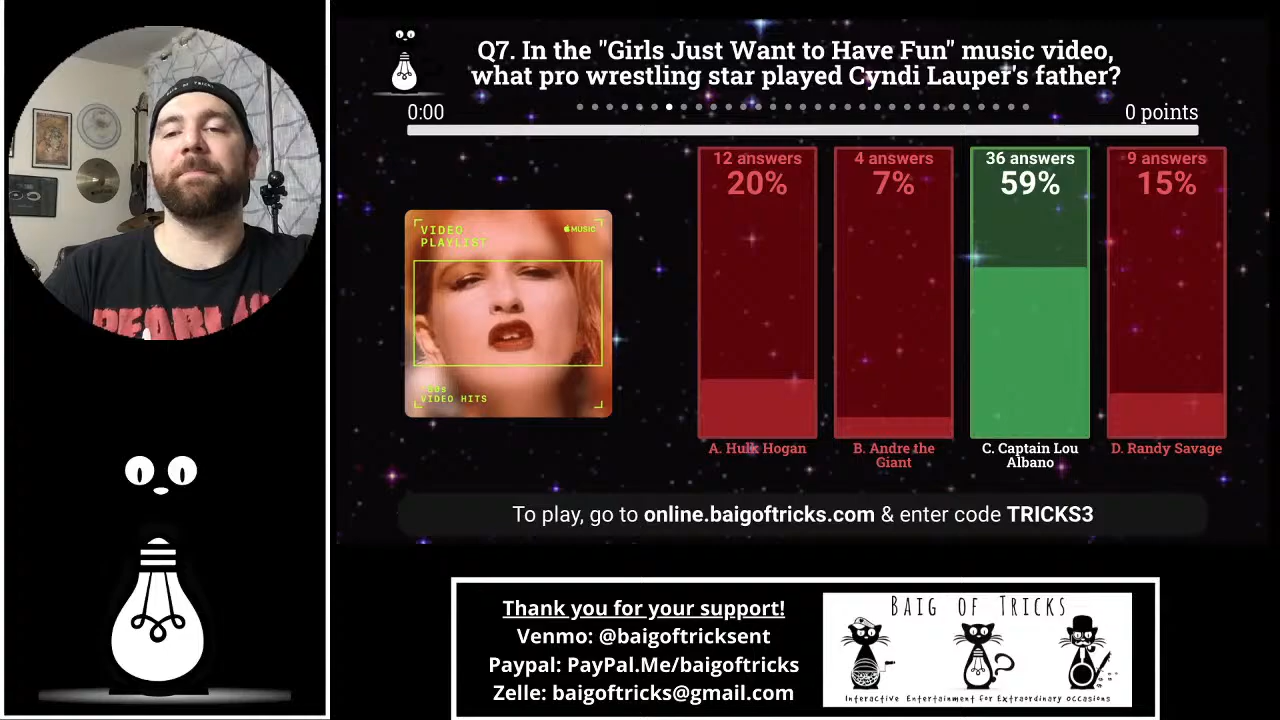 Q7. In the "Girls Just Want to Have Fun" music video,
what pro wrestling star played Cyndi Lauper's father?
0:00
0 points
VIDEO
PLAYLIST
MUSIC
'80s
VIDEO HITS
12 answers
20%
4 answers
7%
36 answers
59%
9 answers
15%
A. Hulk Hogan
B. Andre the
Giant
C. Captain Lou
Albano
D. Randy Savage
To play, go to online.baigoftricks.com & enter code TRICKS3
Thank you for your support!
Venmo: @baigoftricksent
Paypal: PayPal.Me/baigoftricks
Zelle: baigoftricks@gmail.com
BAIG OF TRICKS
Interactive Entertainment for Extraordinary occasions